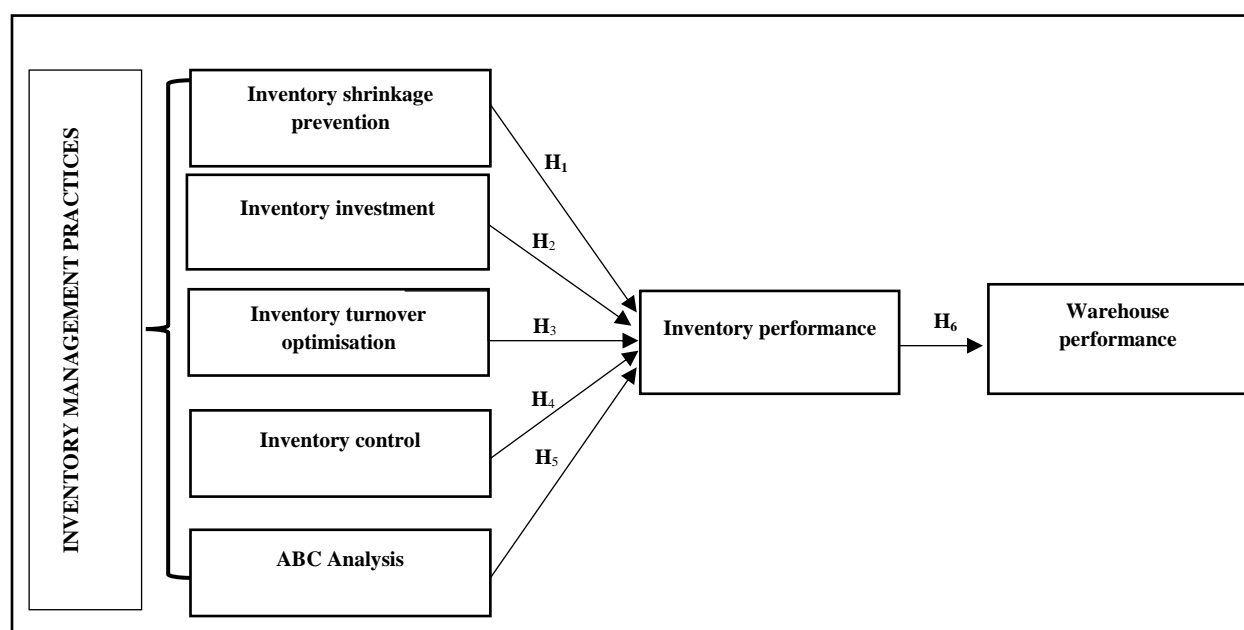 INVENTORY MANAGEMENT PRACTICES
Inventory shrinkage
prevention
H1
Inventory investment
H2
Inventory turnover
optimisation
H3
Inventory performance
H6
Warehouse
performance
Inventory control
H4
H5
ABC Analysis